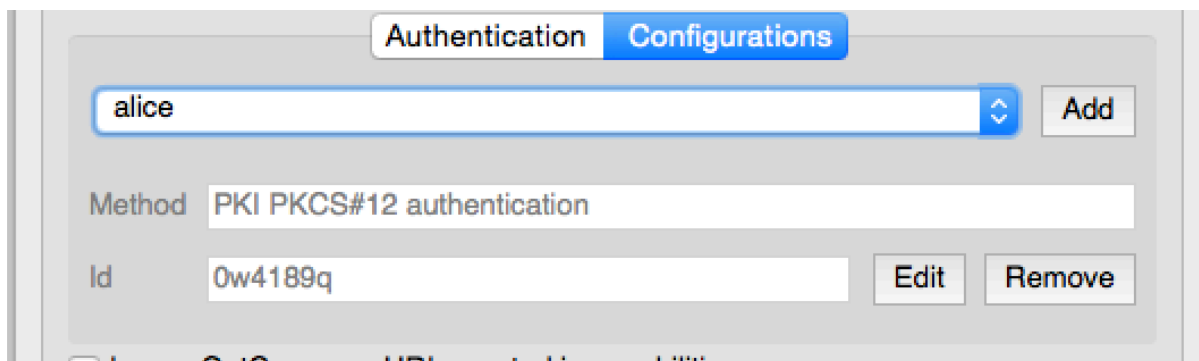 Authentication Configurations
alice Add
Method PKI PKCS#12 authentication
Id 0w4189q Edit Remove